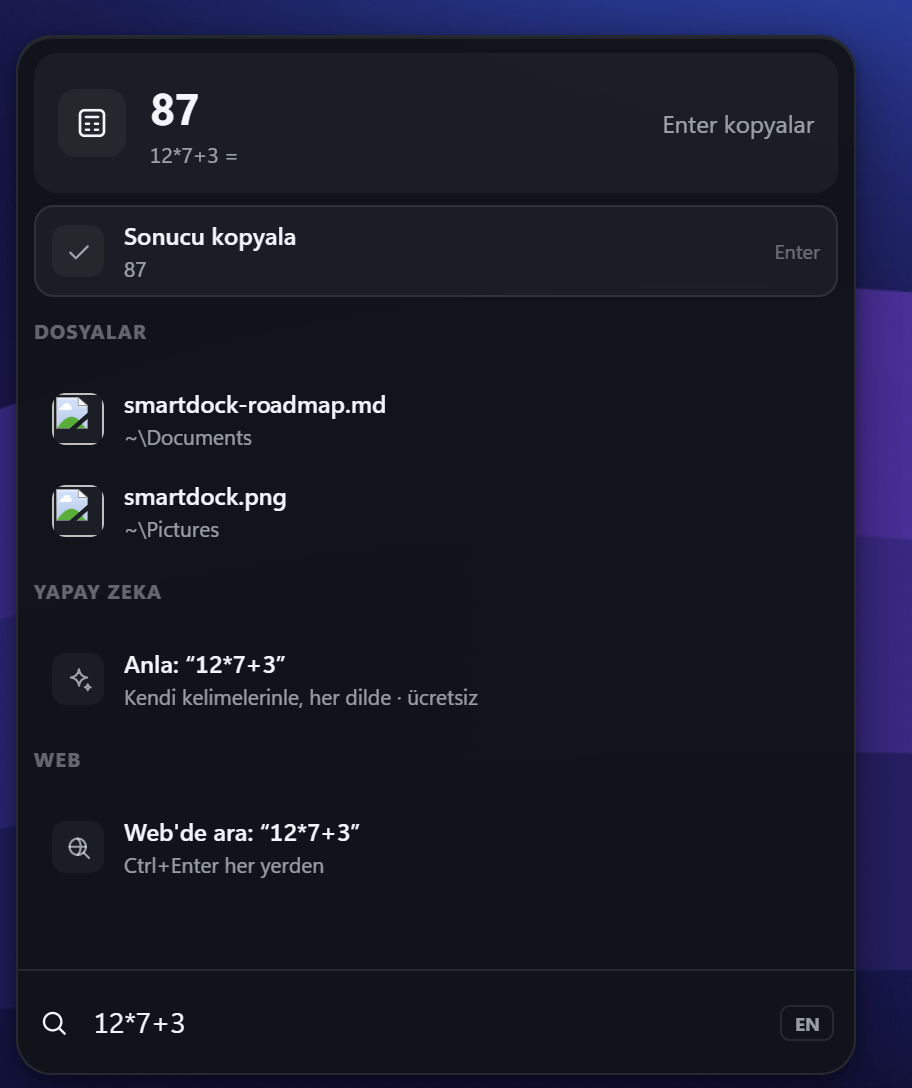 87
12*7+3 =
Enter kopyalar
Sonucu kopyala
87
Enter
DOSYALAR
smartdock-roadmap.md
~\Documents
smartdock.png
~\Pictures
YAPAY ZEKA
Anla: “12*7+3”
Kendi kelimelerinle, her dilde · ücretsiz
WEB
Web'de ara: “12*7+3”
Ctrl+Enter her yerden
12*7+3
EN